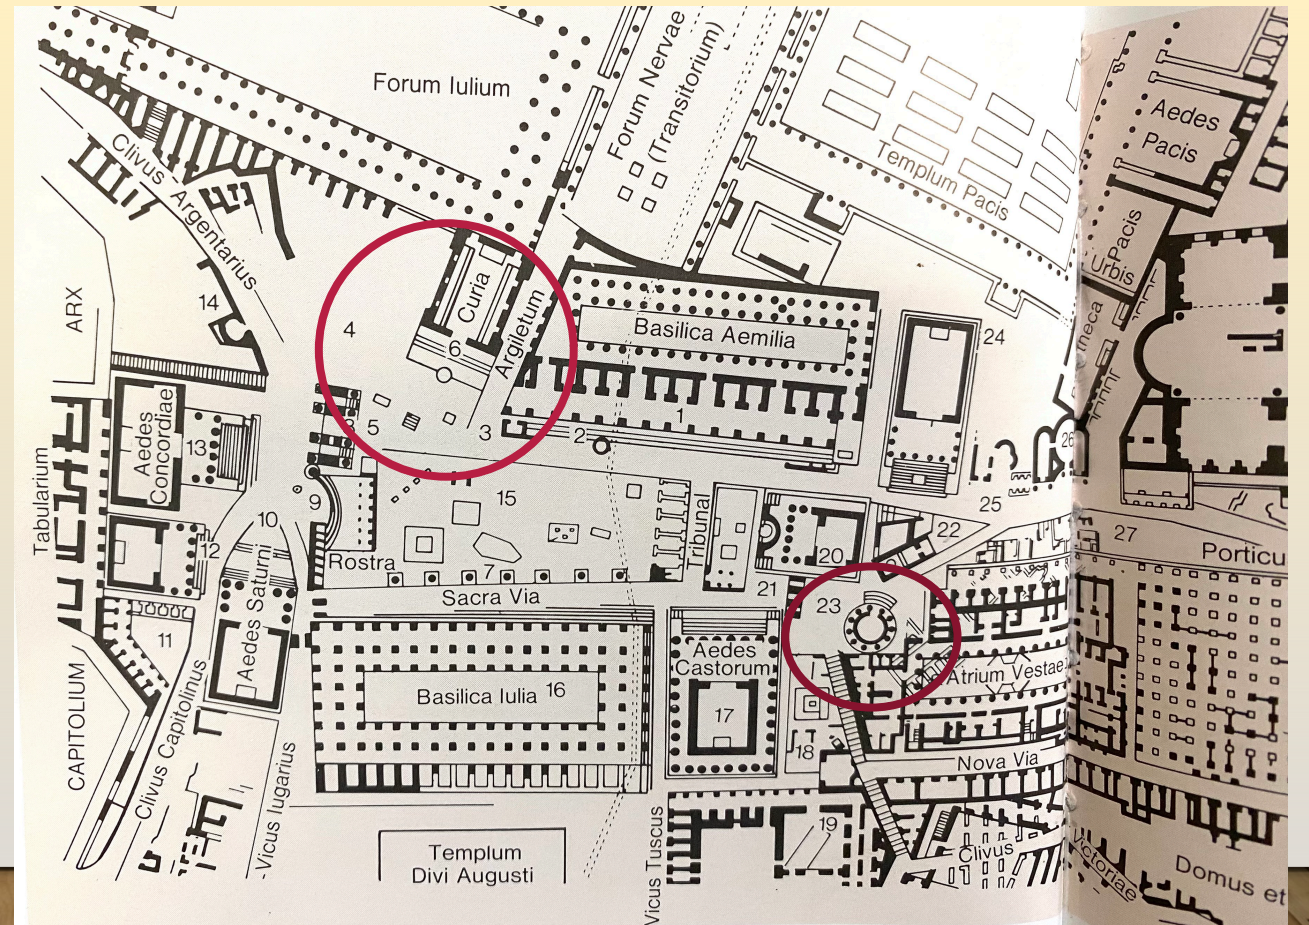 Forum Iulium
Forum Nervae
(Transitorium)
Templum Pacis
Aedes
Pacis
Pacis
Urbis
Clivus Argentarius
ARX
14
4
Curia
6
Argiletum
Basilica Aemilia
24
Aedes
Concordiae
13
5
3
2
1
26
Tabularium
9
15
Tribunal
25
10
12
Rostra
7
20
22
27
Porticu
Sacra Via
21
23
Aedes Saturni
11
Aedes
Castorum
Atrium Vestae
Basilica Iulia 16
17
CAPITOLIUM
Clivus Capitolinus
18
Nova Via
Vicus Iugarius
19
Templum
Divi Augusti
Vicus Tuscus
Clivus
Victoriae
Domus et